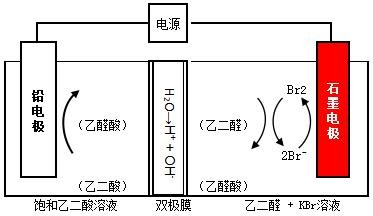 电源
铅电极
（乙醛酸）
（乙二酸）
H₂O→H⁺ + OH⁻
（乙二醛）
（乙醛酸）
Br2
2Br⁻
石墨电极
饱和乙二酸溶液
双极膜
乙二醛 + KBr溶液